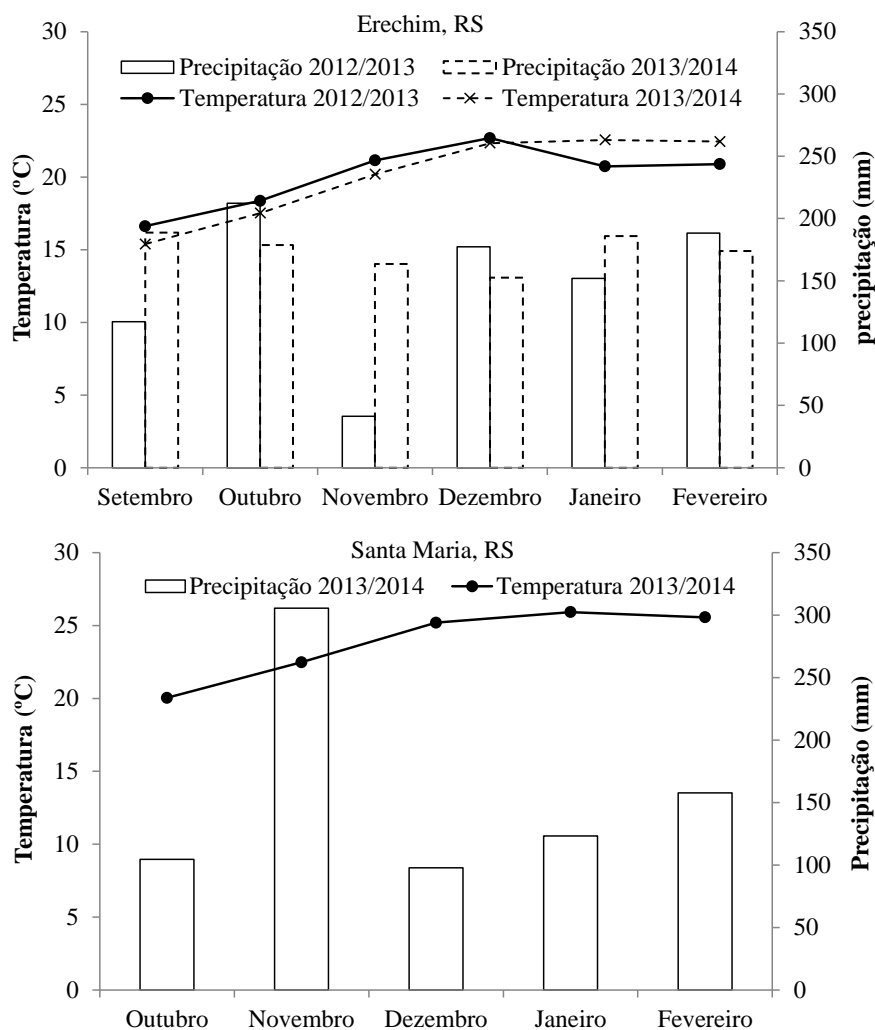 Erechim, RS
Precipitação 2012/2013 Precipitação 2013/2014
Temperatura 2012/2013 Temperatura 2013/2014
Temperatura (ºC)
30
25
20
15
10
5
0
precipitação (mm)
350
300
250
200
150
100
50
0
Setembro Outubro Novembro Dezembro Janeiro Fevereiro
Santa Maria, RS
Precipitação 2013/2014 Temperatura 2013/2014
Temperatura (ºC)
30
25
20
15
10
5
0
Precipitação (mm)
350
300
250
200
150
100
50
0
Outubro Novembro Dezembro Janeiro Fevereiro